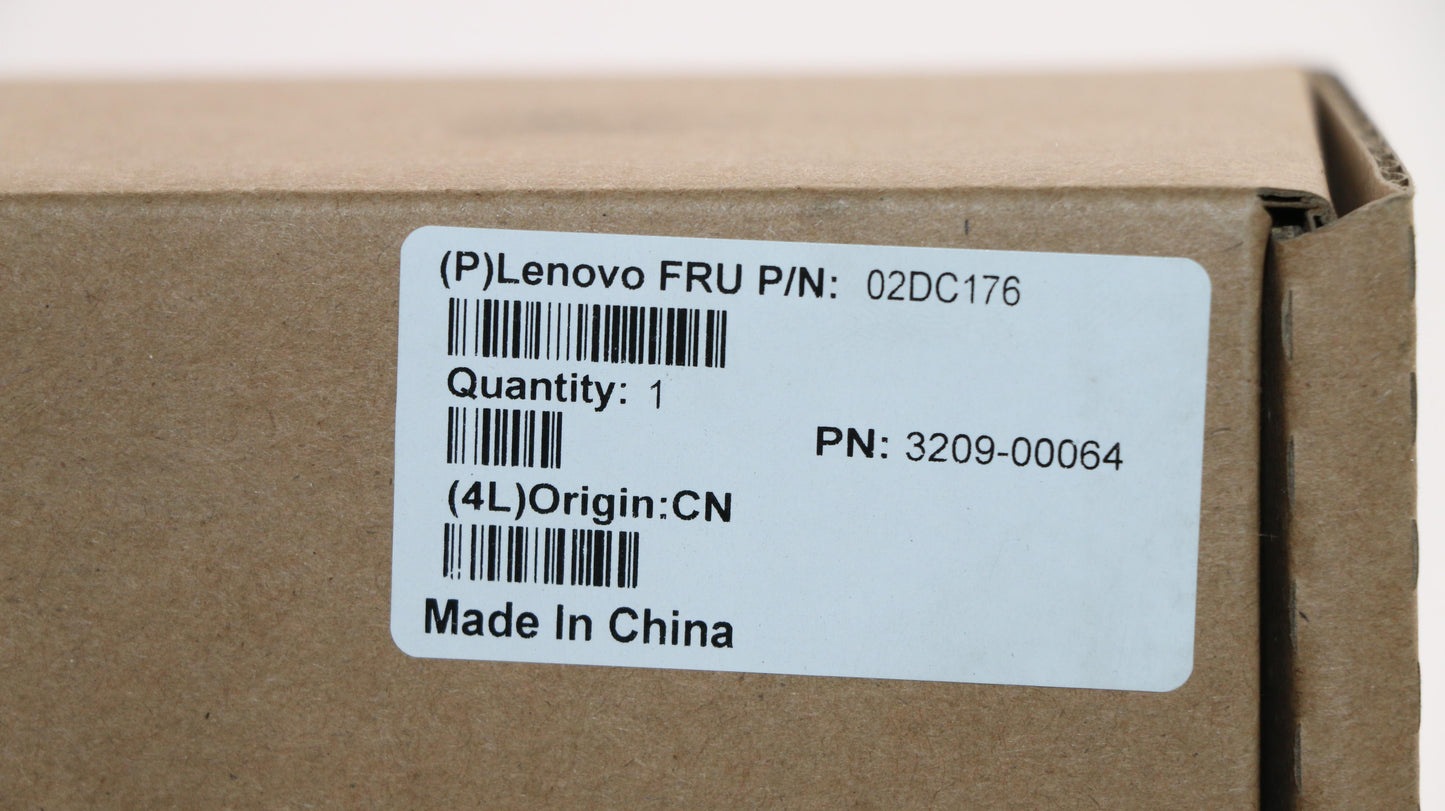 (P)Lenovo FRU P/N: 02DC176
Quantity: 1
PN: 3209-00064
(4L)Origin:CN
Made In China